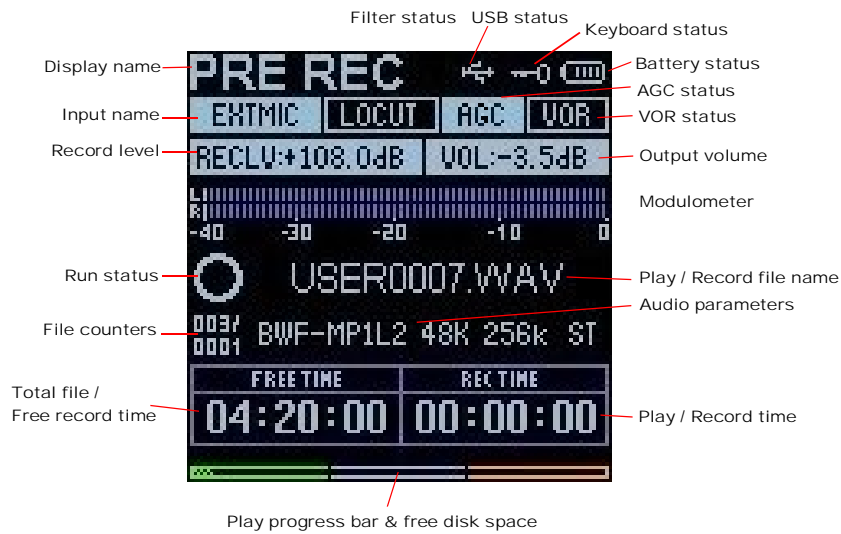 Filter status USB status
Keyboard status
Display name PRE REC Battery status
AGC status
Input name EXTMIC LOCUT AGC VOR VOR status
Record level RECLV:+108.0dB VOL:-3.5dB Output volume
L
R
Modulometer
-40 -30 -20 -10 0
Run status USER0007.WAV Play / Record file name
Audio parameters
File counters 003/
0001 BWF-MP1L2 48K 256k ST
FREETIME RECTIME
Total file /
Free record time 04:20:00 00:00:00 Play / Record time
Play progress bar & free disk space